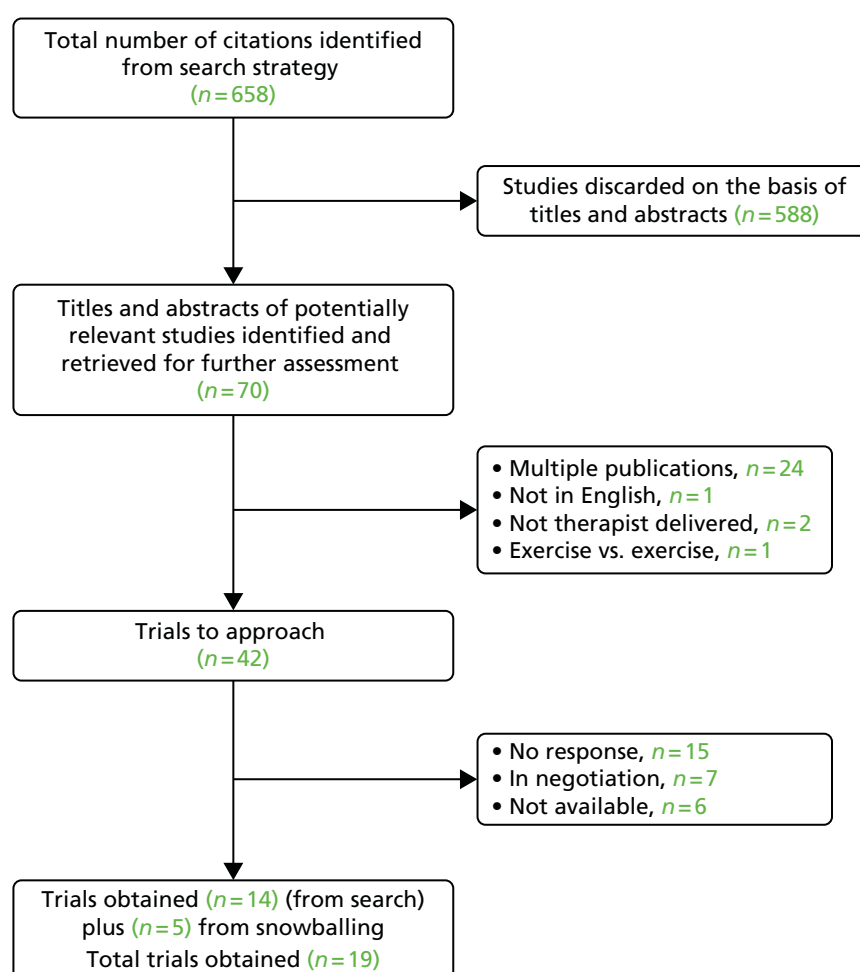 Total number of citations identified
from search strategy
(n=658)
Studies discarded on the basis of
titles and abstracts (n=588)
Titles and abstracts of potentially
relevant studies identified and
retrieved for further assessment
(n=70)
• Multiple publications, n=24
• Not in English, n=1
• Not therapist delivered, n=2
• Exercise vs. exercise, n=1
Trials to approach
(n=42)
• No response, n=15
• In negotiation, n=7
• Not available, n=6
Trials obtained (n=14) (from search)
plus (n=5) from snowballing
Total trials obtained (n=19)